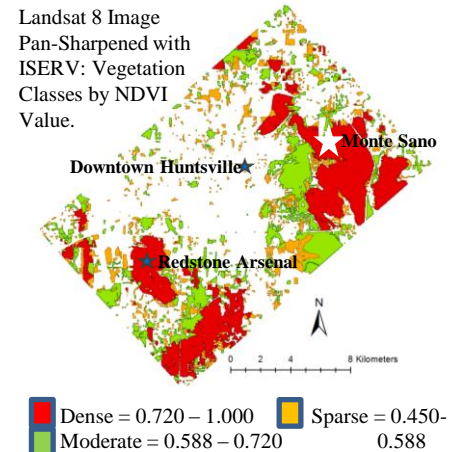 Landsat 8 Image
Pan-Sharpened with
ISERV: Vegetation
Classes by NDVI
Value.
Monte Sano
Downtown Huntsville
Redstone Arsenal
N
0 2 4 8 Kilometers
Dense = 0.720 – 1.000
Sparse = 0.450-
0.588
Moderate = 0.588 – 0.720